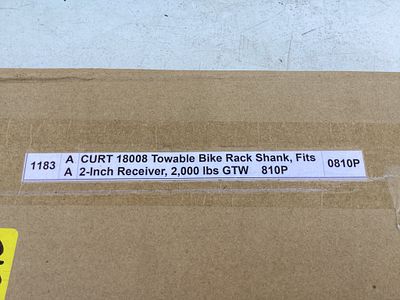 1183 A CURT 18008 Towable Bike Rack Shank, Fits 0810P
A 2-Inch Receiver, 2,000 lbs GTW 810P